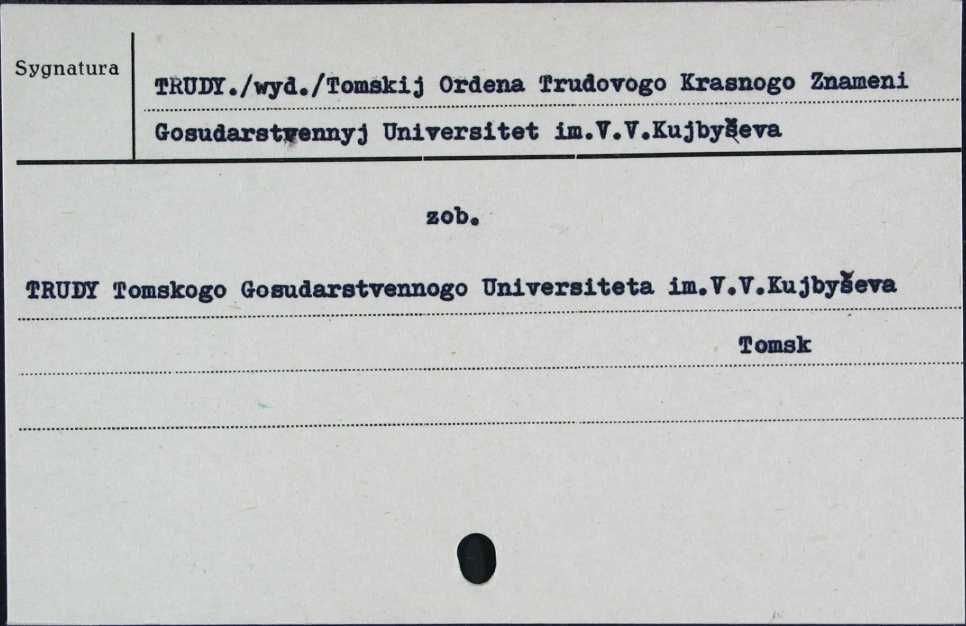 Sygnatura
TRUDY./wyd./Tomskij Ordena Trudovogo Krasnogo Znameni
Gosudarstvennyj Universitet im.V.V.Kujbyševa
zob.
TRUDY Tomskogo Gosudarstvennogo Universiteta im.V.V.Kujbyševa
Tomsk